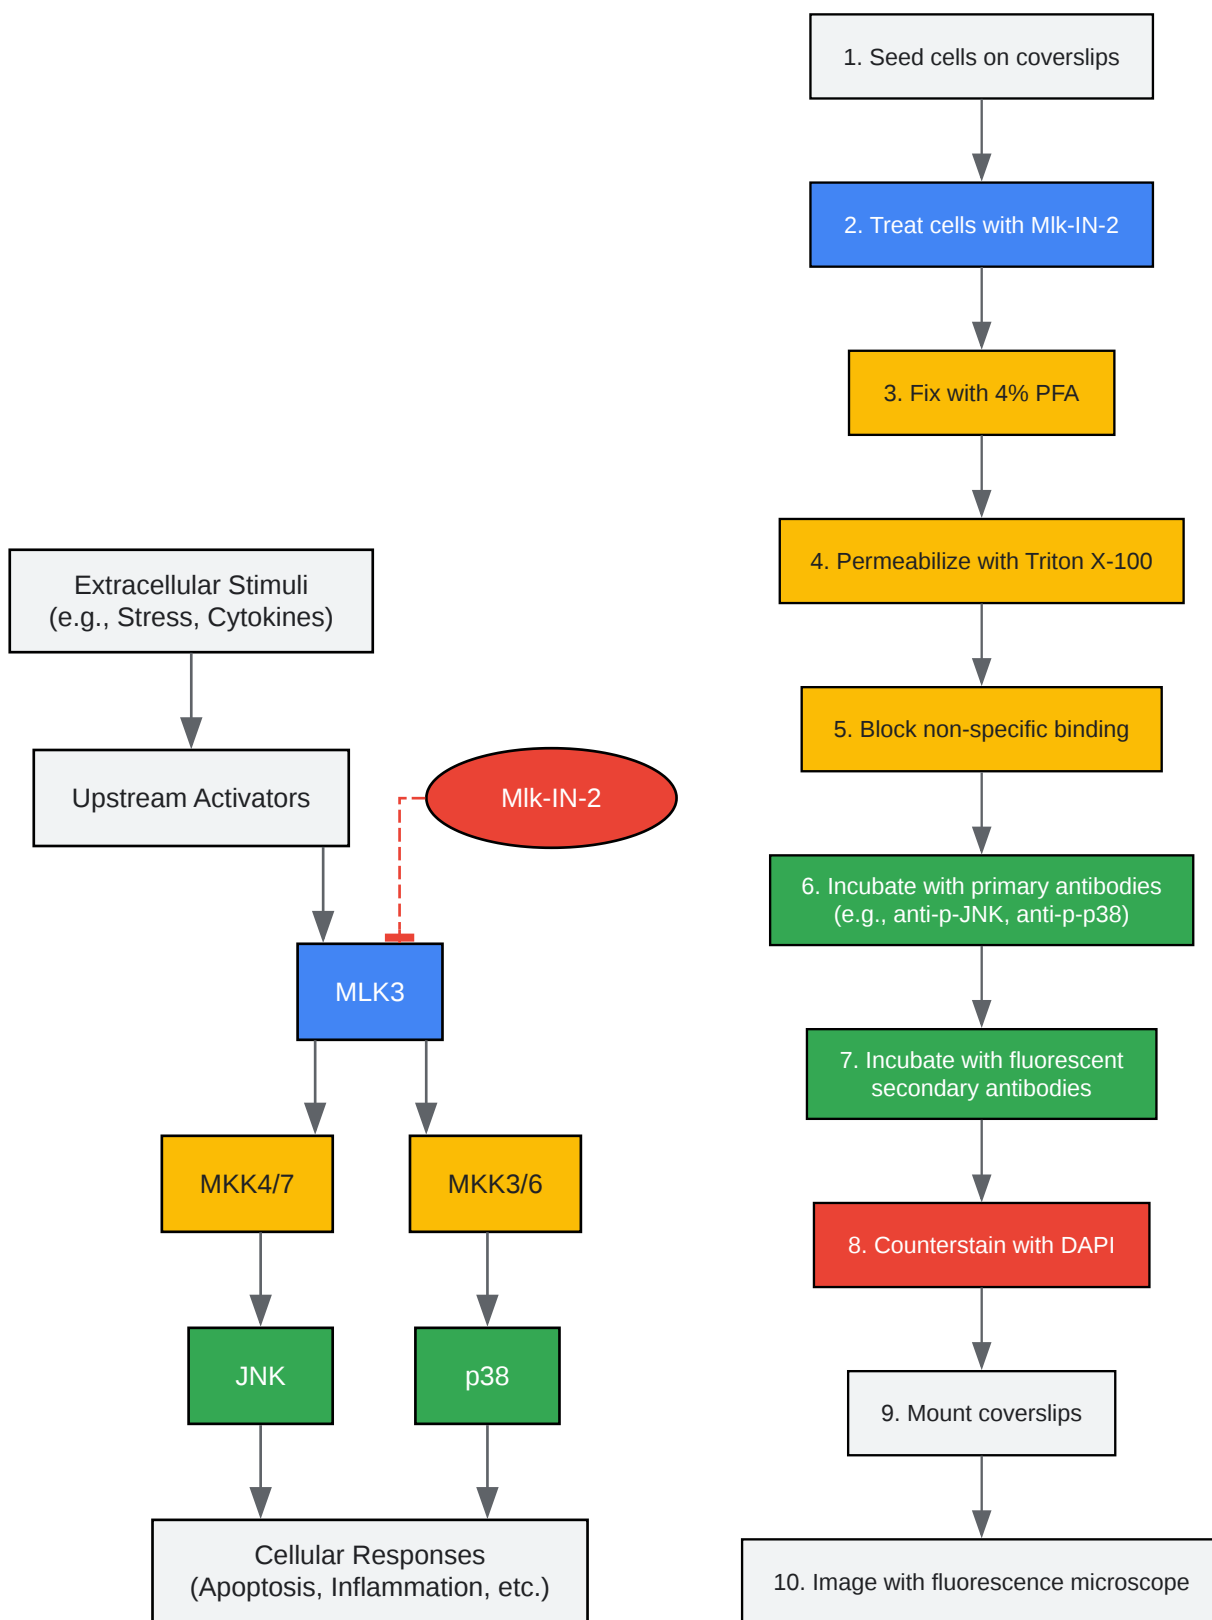 Extracellular Stimuli
(e.g., Stress, Cytokines)
Upstream Activators
Mlk-IN-2
MLK3
MKK4/7
MKK3/6
JNK
p38
Cellular Responses
(Apoptosis, Inflammation, etc.)
1. Seed cells on coverslips
2. Treat cells with Mlk-IN-2
3. Fix with 4% PFA
4. Permeabilize with Triton X-100
5. Block non-specific binding
6. Incubate with primary antibodies
(e.g., anti-p-JNK, anti-p-p38)
7. Incubate with fluorescent
secondary antibodies
8. Counterstain with DAPI
9. Mount coverslips
10. Image with fluorescence microscope